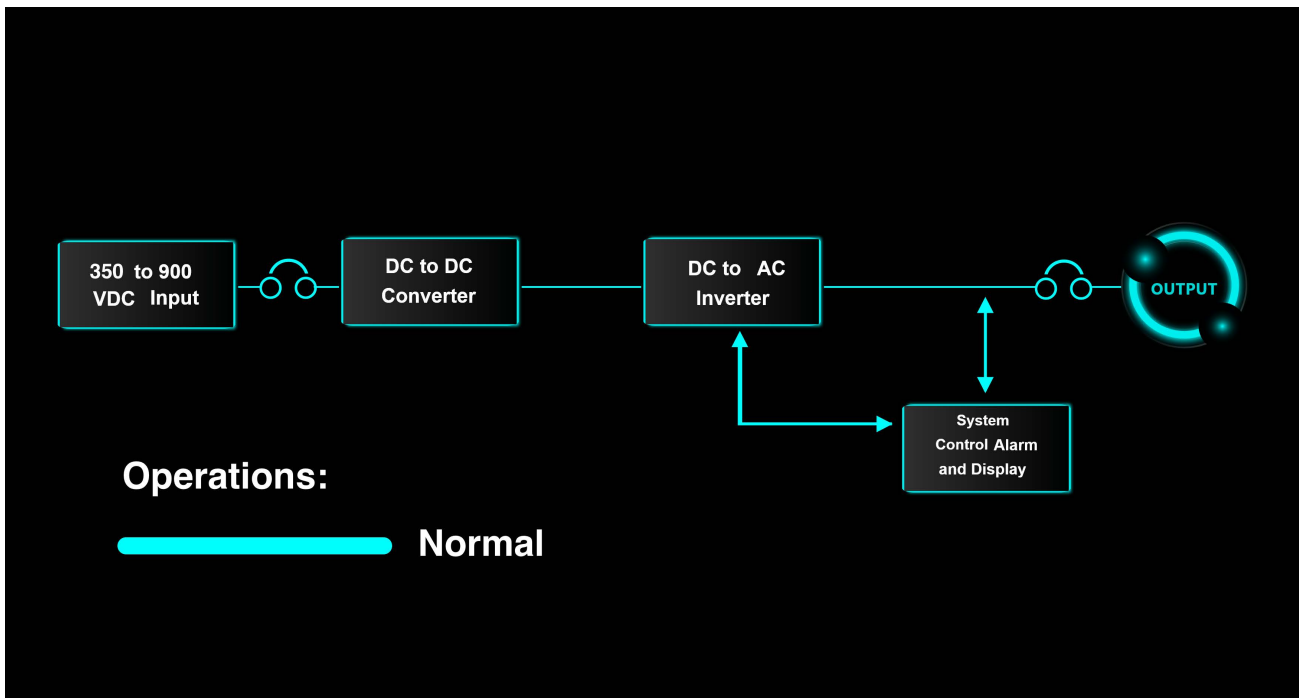 350 to 900
VDC Input
DC to DC
Converter
DC to AC
Inverter
OUTPUT
System
Control Alarm
and Display
Operations:
Normal